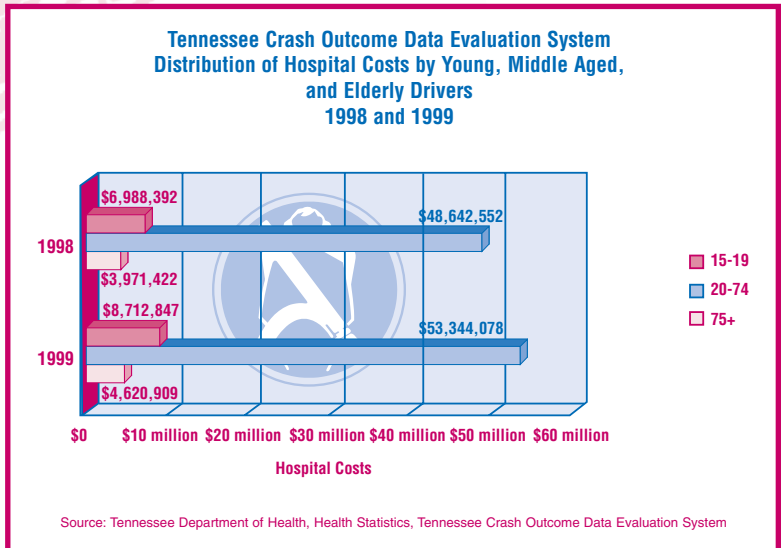 Tennessee Crash Outcome Data Evaluation System
Distribution of Hospital Costs by Young, Middle Aged,
and Elderly Drivers
1998 and 1999
$6,988,392
$48,642,552
1998
$3,971,422
$8,712,847
$53,344,078
1999
$4,620,909
15-19
20-74
75+
$0 $10 million $20 million $30 million $40 million $50 million $60 million
Hospital Costs
Source: Tennessee Department of Health, Health Statistics, Tennessee Crash Outcome Data Evaluation System